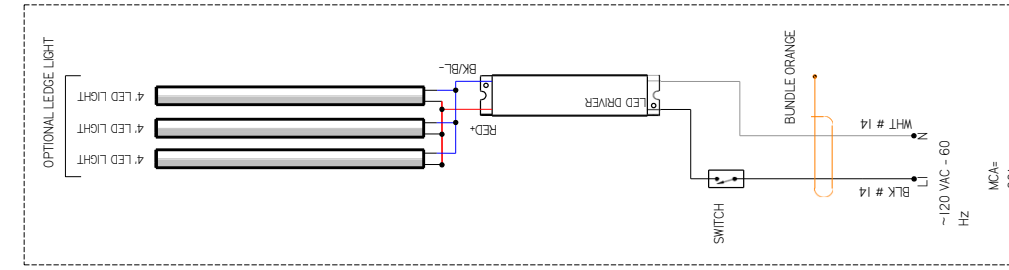 OPTIONAL LEDGE LIGHT
4' LED LIGHT
4' LED LIGHT
4' LED LIGHT
BK/BL-
RED+
LED DRIVER
SWITCH
BUNDLE ORANGE
WHT # 14
N
BLK # 14
L1
~120 VAC - 60
Hz
MCA=